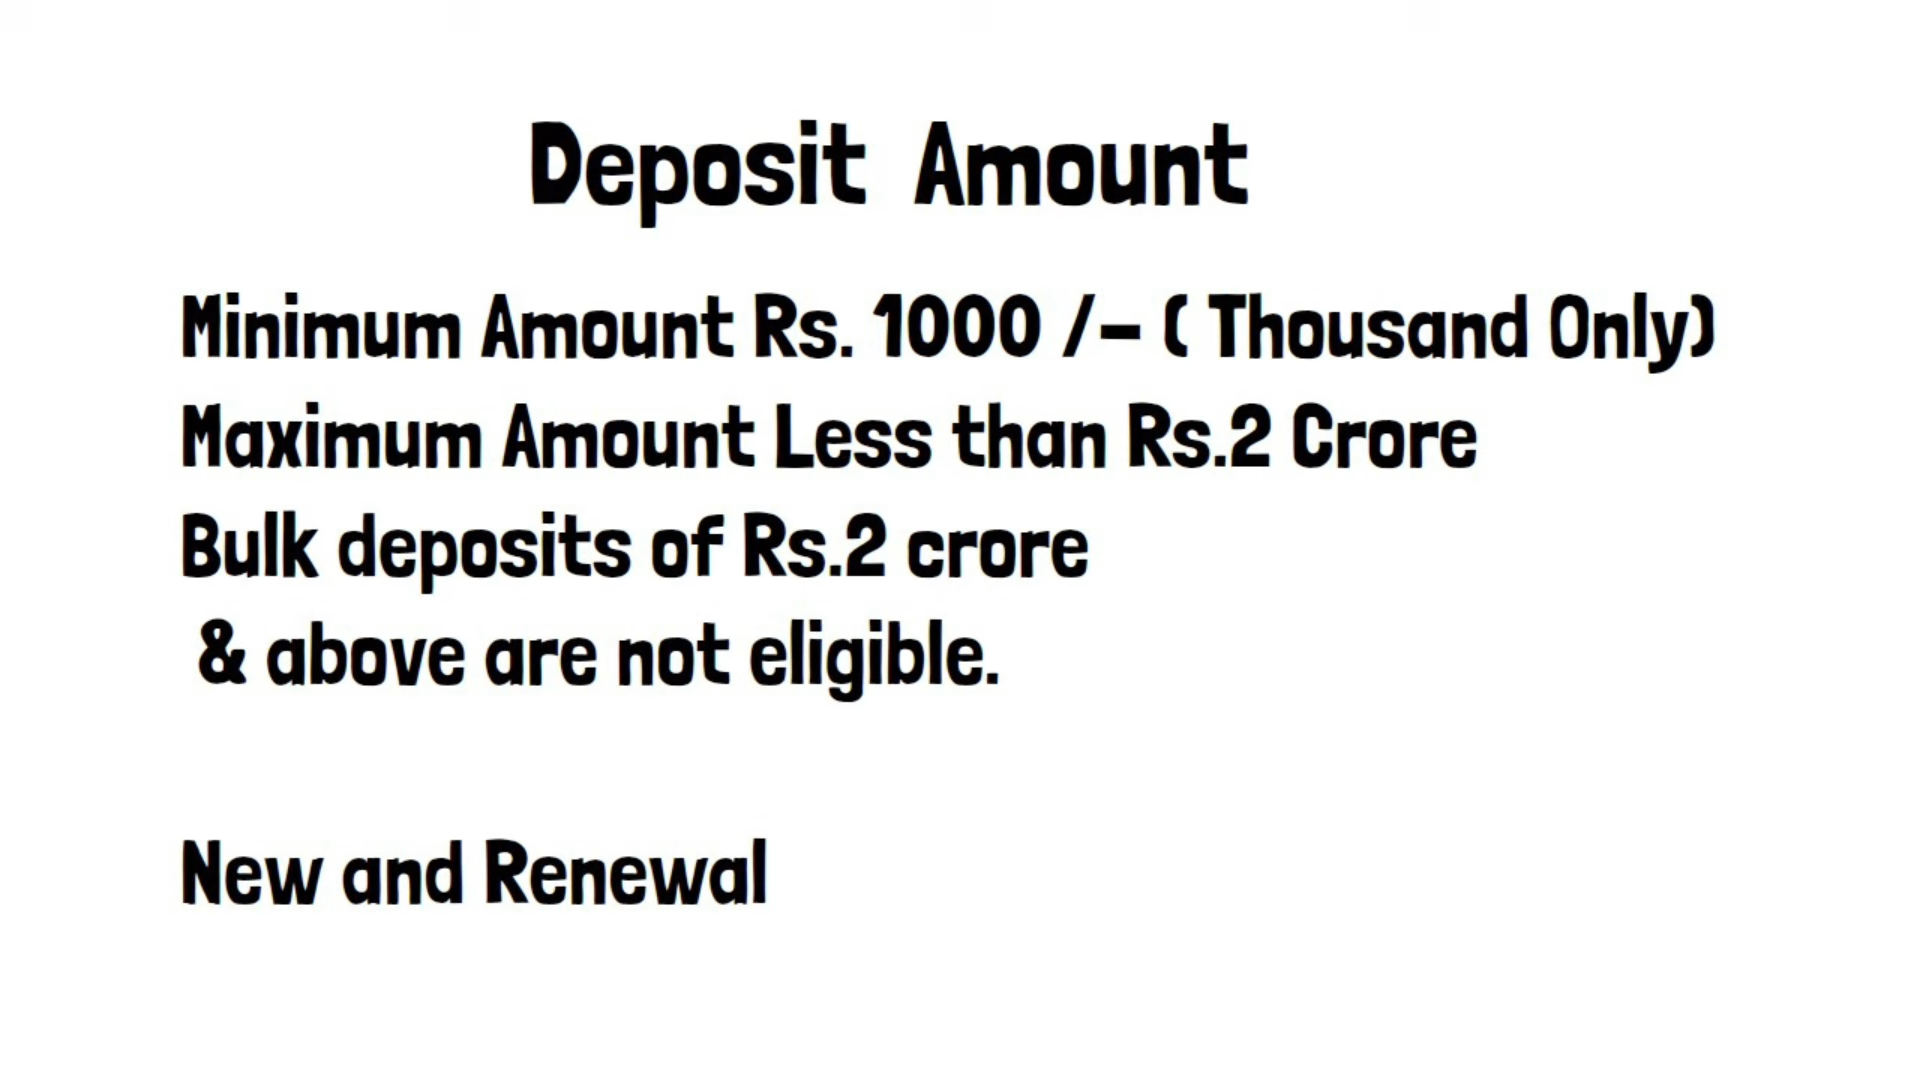 Deposit Amount
Minimum Amount Rs. 1000 /- ( Thousand Only)
Maximum Amount Less than Rs.2 Crore
Bulk deposits of Rs.2 crore
& above are not eligible.
New and Renewal